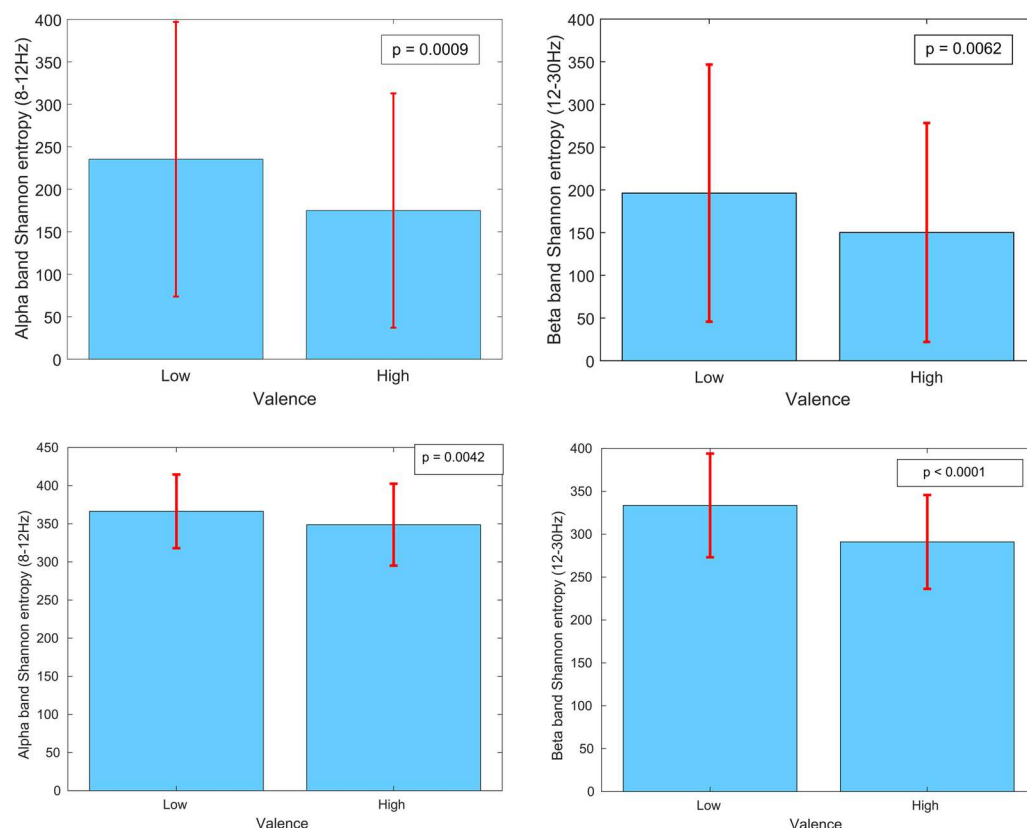 400
350
300
250
200
150
100
50
0
Alpha band Shannon entropy (8-12Hz)
p = 0.0009
Low
High
Valence
400
350
300
250
200
150
100
50
0
Beta band Shannon entropy (12-30Hz)
p = 0.0062
Low
High
Valence
450
400
350
300
250
200
150
100
50
0
Alpha band Shannon entropy (8-12Hz)
p = 0.0042
Low
High
Valence
400
350
300
250
200
150
100
50
0
Beta band Shannon entropy (12-30Hz)
p < 0.0001
Low
High
Valence